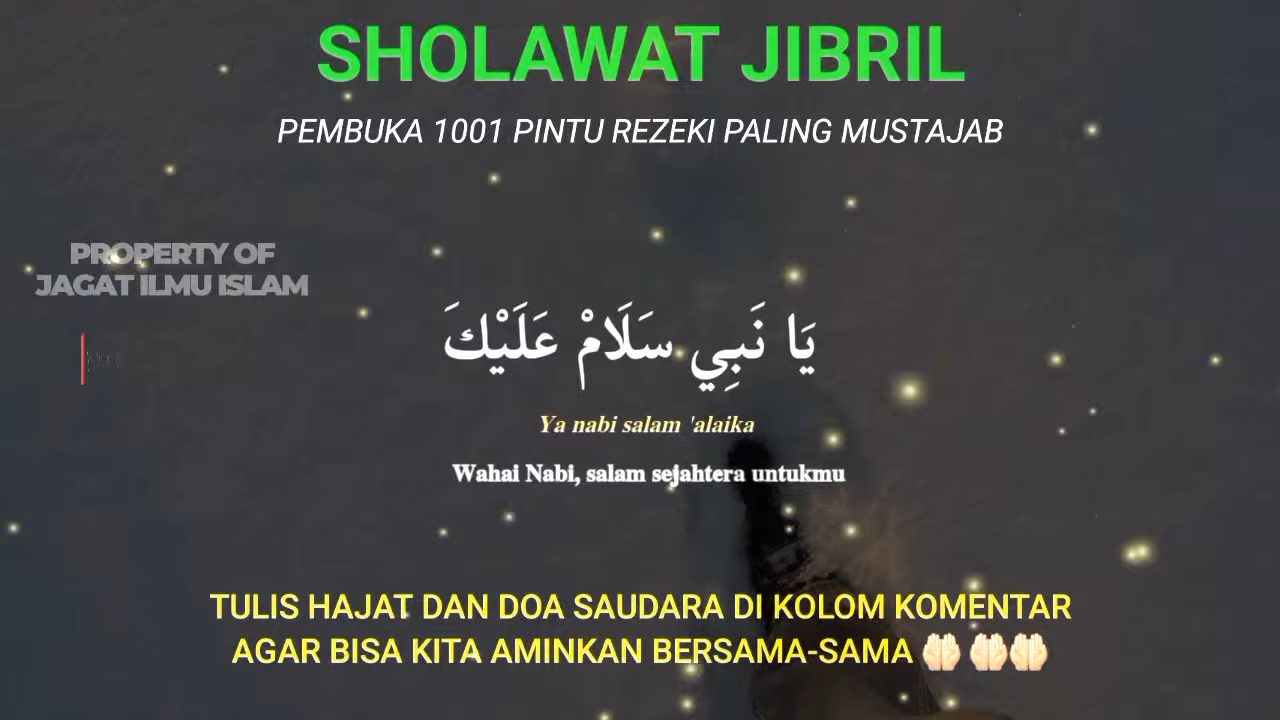 SHOLAWAT JIBRIL
PEMBUKA 1001 PINTU REZEKI PALING MUSTAJAB
PROPERTY OF
JAGAT ILMU ISLAM
يَا نَبِي سَلَامْ عَلَيْكَ
Ya nabi salam 'alaika
Wahai Nabi, salam sejahtera untukmu
TULIS HAJAT DAN DOA SAUDARA DI KOLOM KOMENTAR
AGAR BISA KITA AMINKAN BERSAMA-SAMA 🤲🏻 🤲🏻🤲🏻